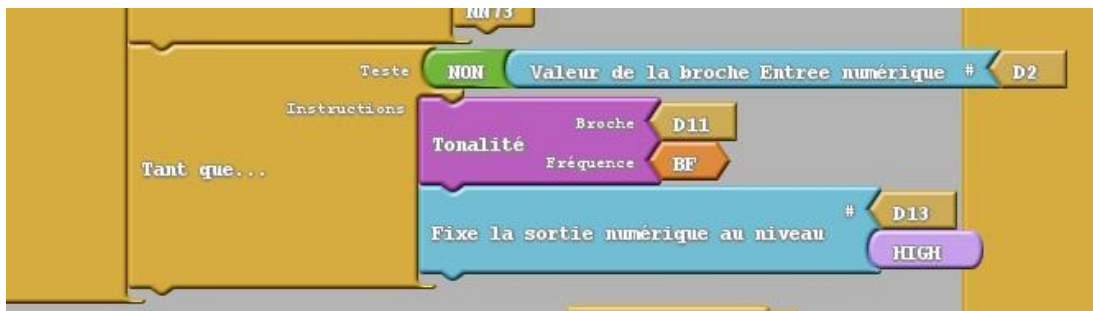 Teste NON Valeur de la broche Entree numérique # D2
Instructions
Broche D11
Tonalité
Fréquence BF
Tant que...
# D13
Fixe la sortie numérique au niveau
HIGH